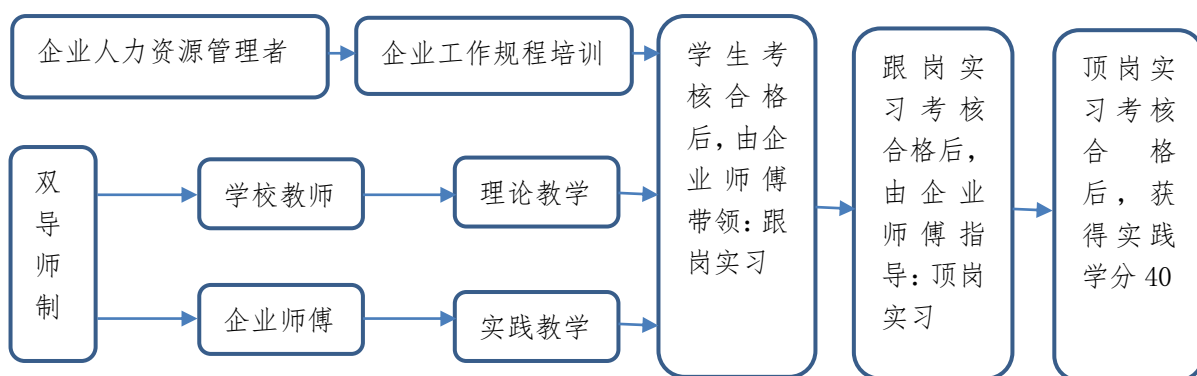 企业人力资源管理者
企业工作规程培训
双
导
师
制
学校教师
理论教学
企业师傅
实践教学
学生考
核合格
后，由企
业师傅
带领：跟
岗实习
跟岗实
习考核
合格后，
由企业
师傅指
导：顶岗
实习
顶岗实
习考核
合格
后，获
得实践
学分 40